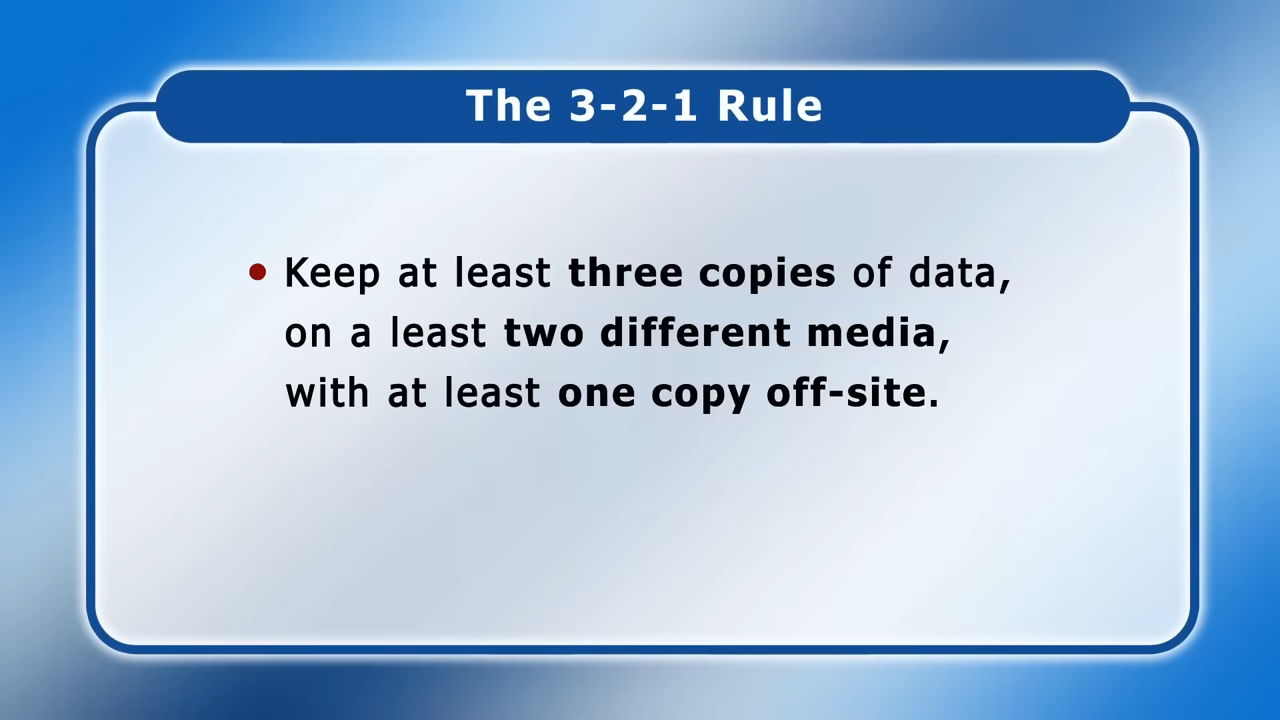 The 3-2-1 Rule
• Keep at least three copies of data,
on a least two different media,
with at least one copy off-site.